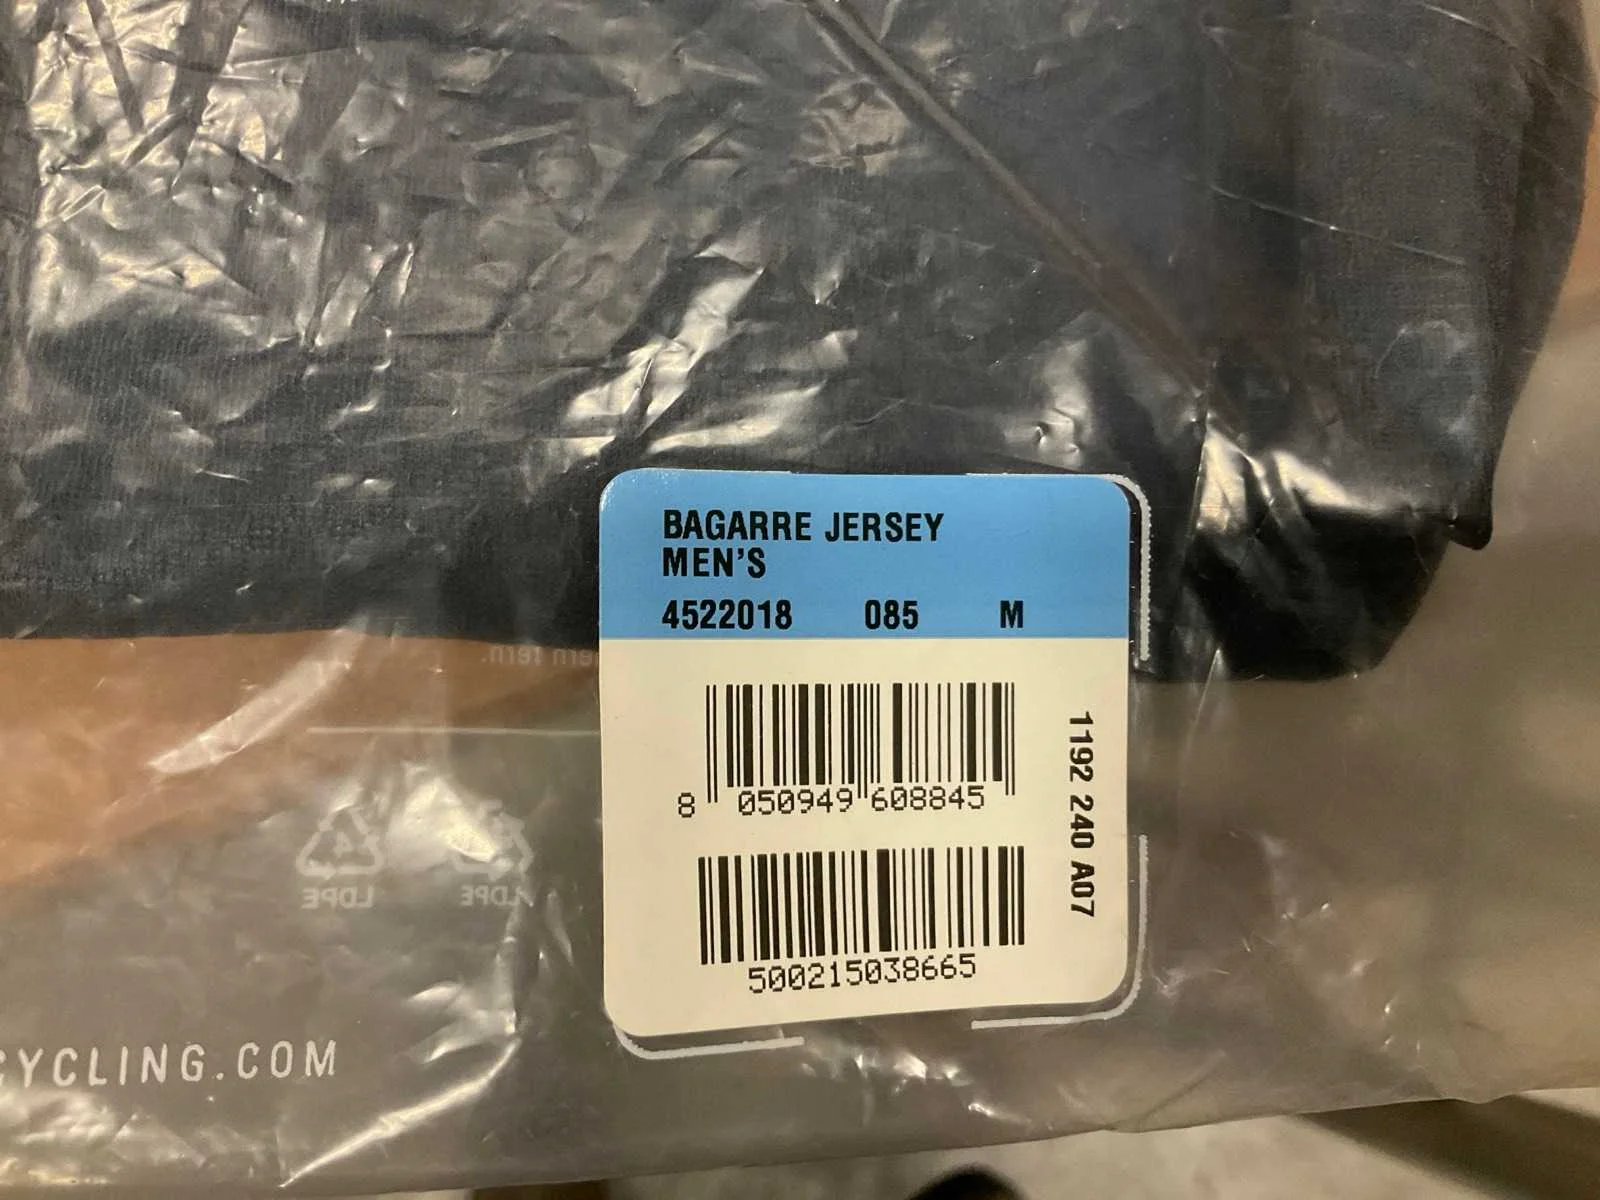 BAGARRE JERSEY
MEN'S
4522018 085 M
8 050949 608845
1192 240 A07
500215038665
LDPE LDPE
CYCLING.COM